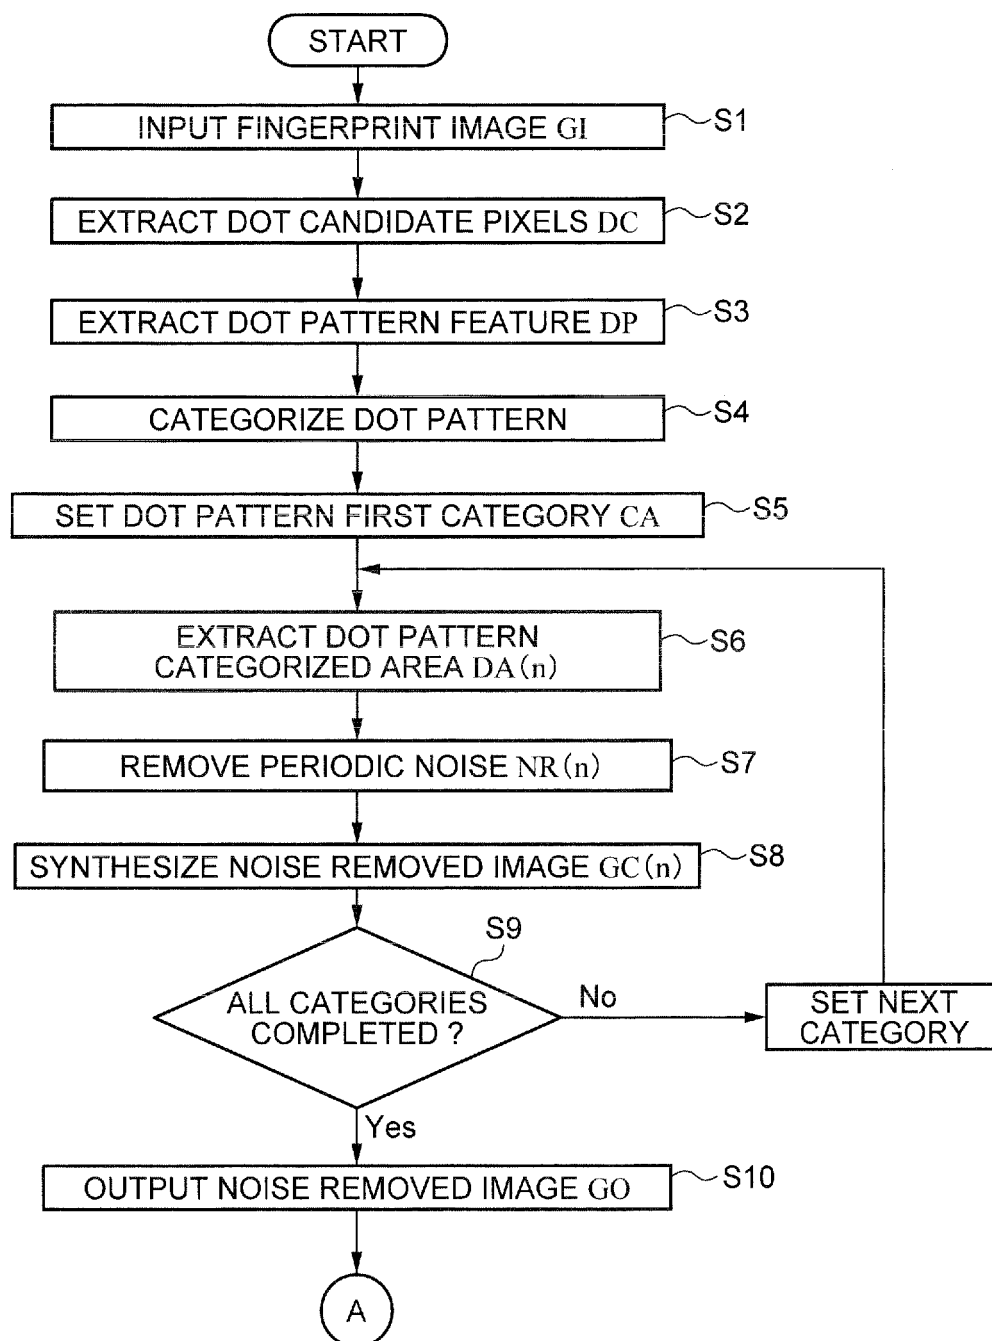 START
INPUT FINGERPRINT IMAGE GI
S1
EXTRACT DOT CANDIDATE PIXELS DC
S2
EXTRACT DOT PATTERN FEATURE DP
S3
CATEGORIZE DOT PATTERN
S4
SET DOT PATTERN FIRST CATEGORY CA
S5
EXTRACT DOT PATTERN
CATEGORIZED AREA DA(n)
S6
REMOVE PERIODIC NOISE NR(n)
S7
SYNTHESIZE NOISE REMOVED IMAGE GC(n)
S8
S9
ALL CATEGORIES
COMPLETED ?
No
SET NEXT
CATEGORY
Yes
OUTPUT NOISE REMOVED IMAGE GO
S10
A